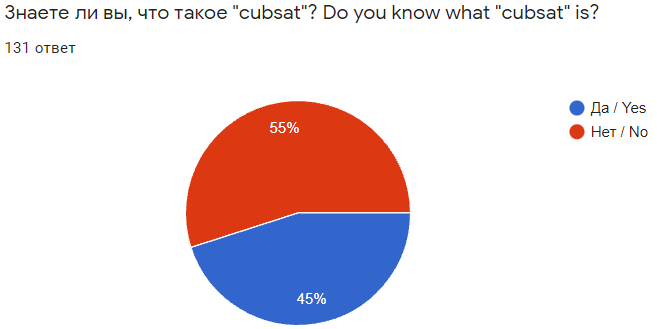 Знаете ли вы, что такое "cubsat"? Do you know what "cubsat" is?
131 ответ
55%
45%
Да / Yes
Нет / No